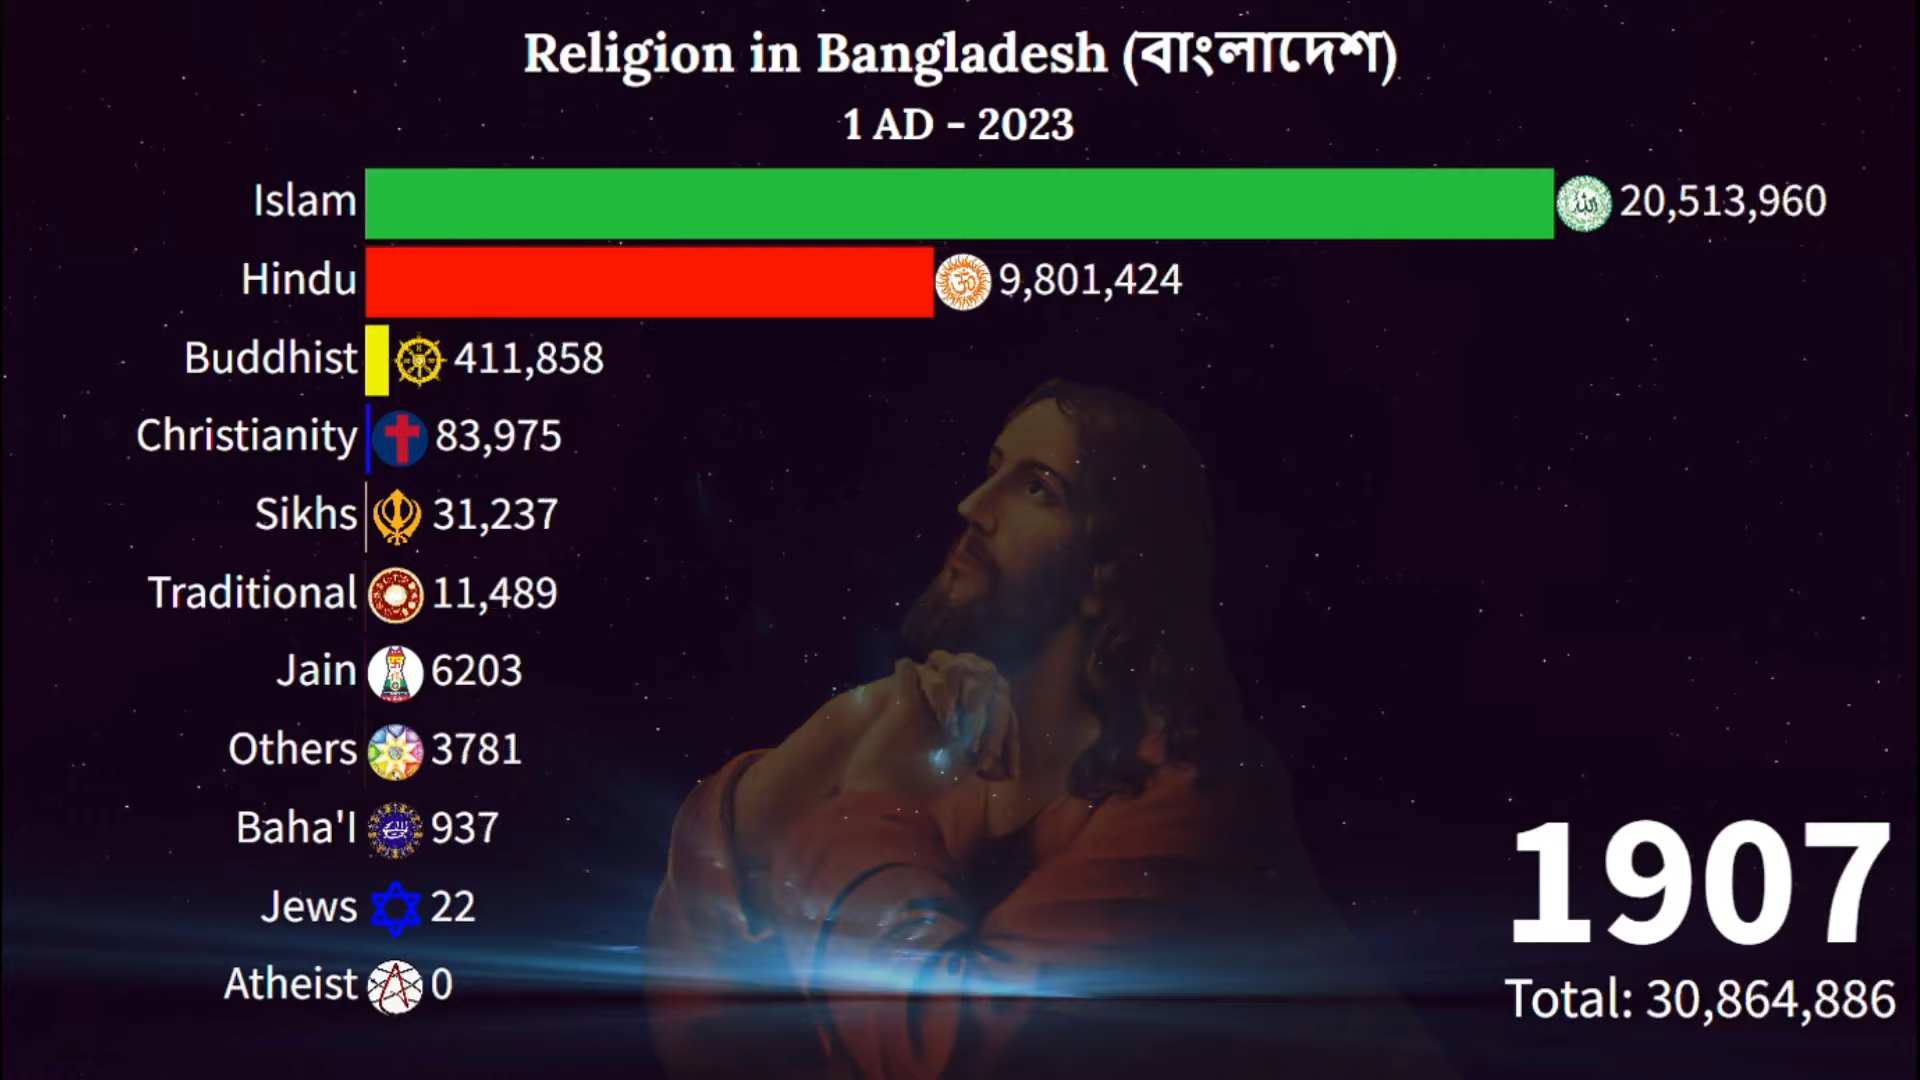 Religion in Bangladesh (বাংলাদেশ)
1 AD - 2023
Islam 20,513,960
Hindu 9,801,424
Buddhist 411,858
Christianity 83,975
Sikhs 31,237
Traditional 11,489
Jain 6203
Others 3781
Baha'I 937
Jews 22
Atheist 0
1907
Total: 30,864,886